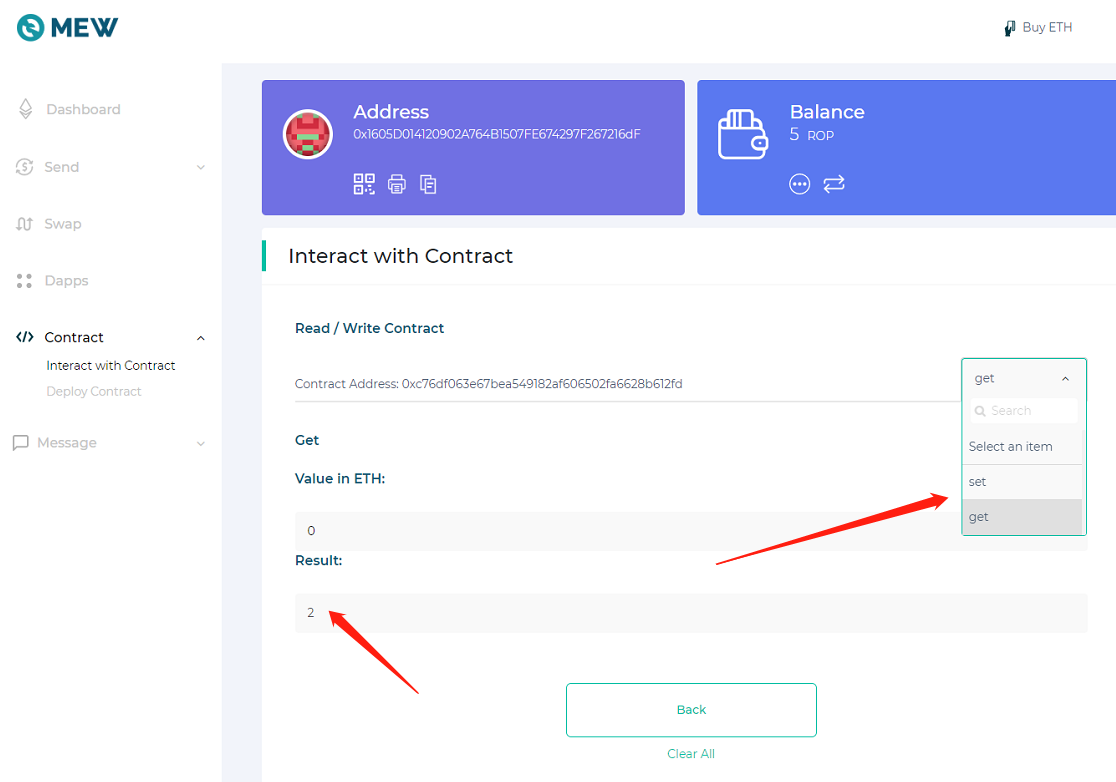 MEW
Buy ETH
Dashboard
Send
Swap
Dapps
Contract
Interact with Contract
Deploy Contract
Message
Address
0x1605D014120902A764B1507FE674297F267216dF
Balance
5 ROP
Interact with Contract
Read / Write Contract
Contract Address: 0xc76df063e67bea549182af606502fa6628b612fd
get
Search
Select an item
set
get
Get
Value in ETH:
0
Result:
2
Back
Clear All